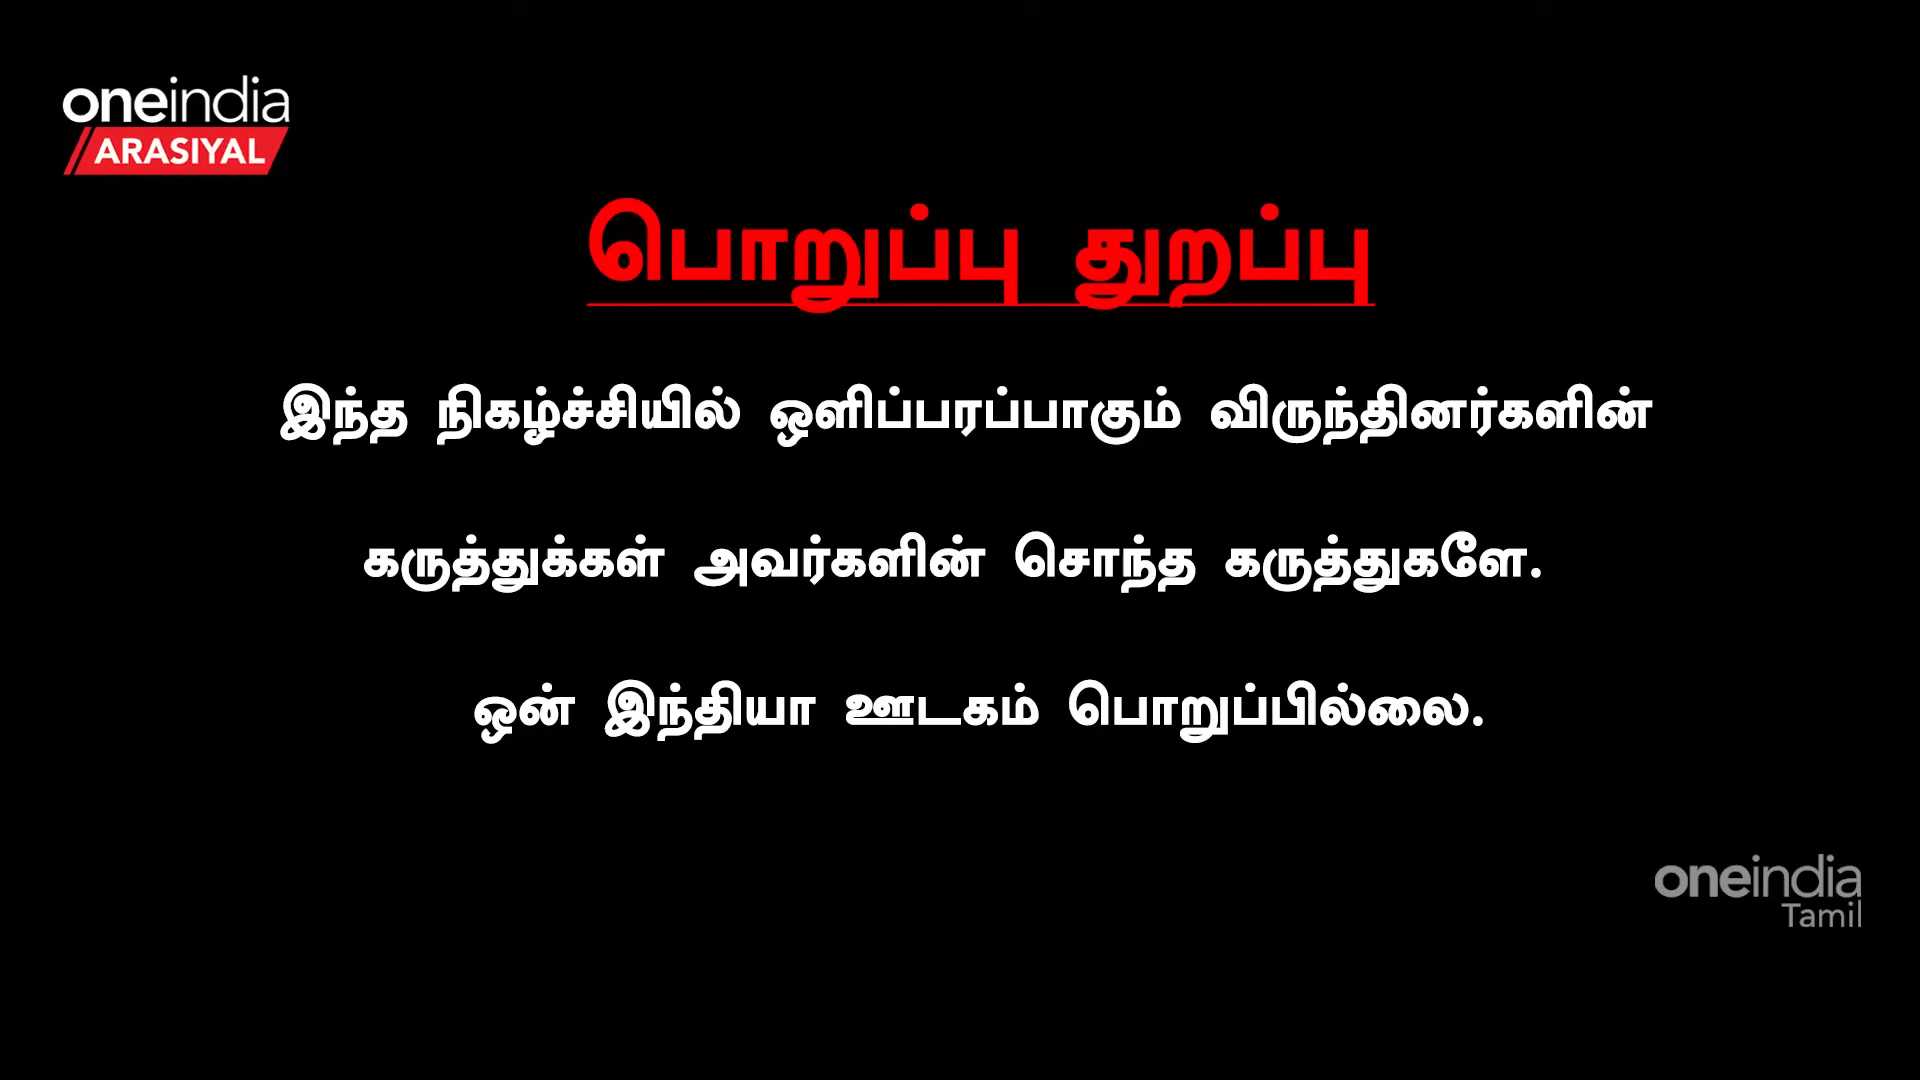 oneindia
ARASIYAL
பொறுப்பு துறப்பு
இந்த நிகழ்ச்சியில் ஒளிப்பரப்பாகும் விருந்தினர்களின்
கருத்துக்கள் அவர்களின் சொந்த கருத்துகளே.
ஒன் இந்தியா ஊடகம் பொறுப்பில்லை.
oneindia
Tamil